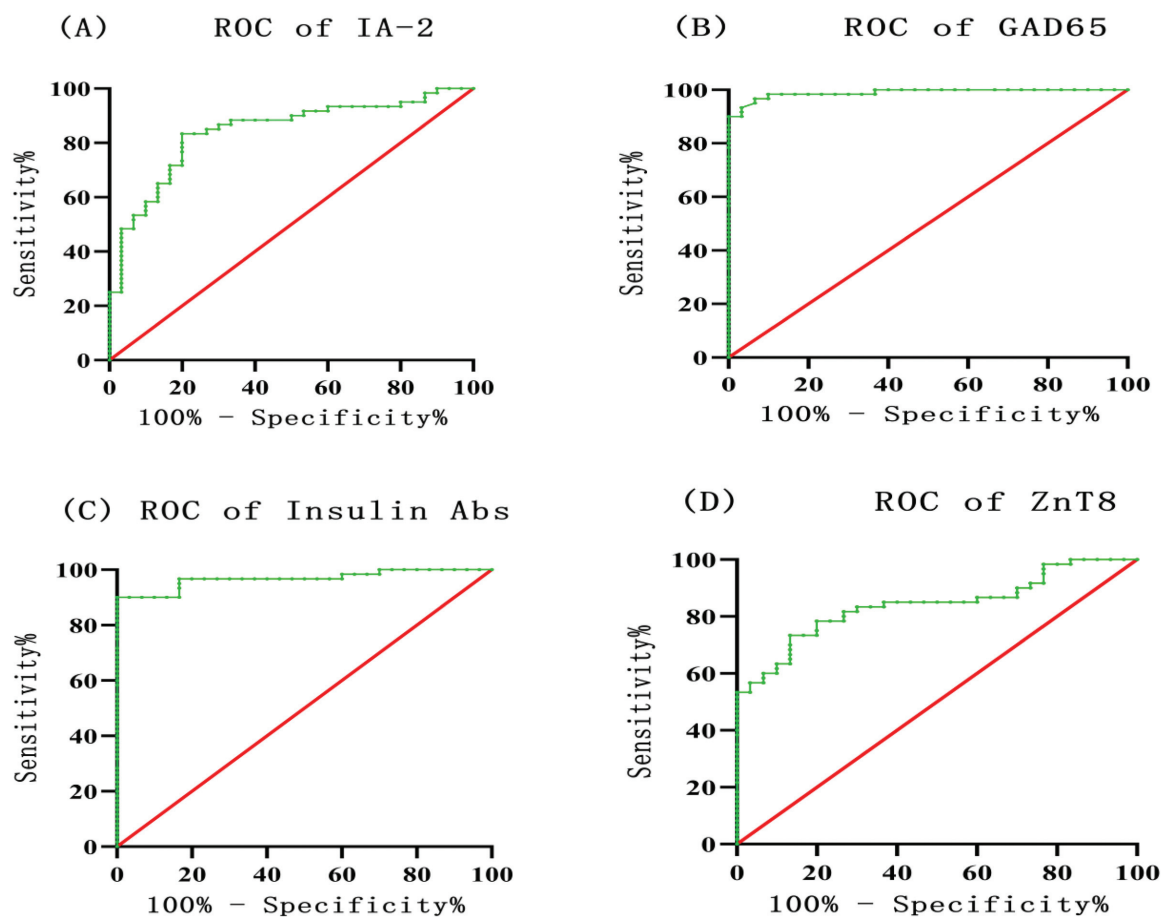 (A) ROC of IA-2
100
80
60
40
20
0
Sensitivity%
0 20 40 60 80 100
100% - Specificity%
(B) ROC of GAD65
100
80
60
40
20
0
Sensitivity%
0 20 40 60 80 100
100% - Specificity%
(C) ROC of Insulin Abs
100
80
60
40
20
0
Sensitivity%
0 20 40 60 80 100
100% - Specificity%
(D) ROC of ZnT8
100
80
60
40
20
0
Sensitivity%
0 20 40 60 80 100
100% - Specificity%